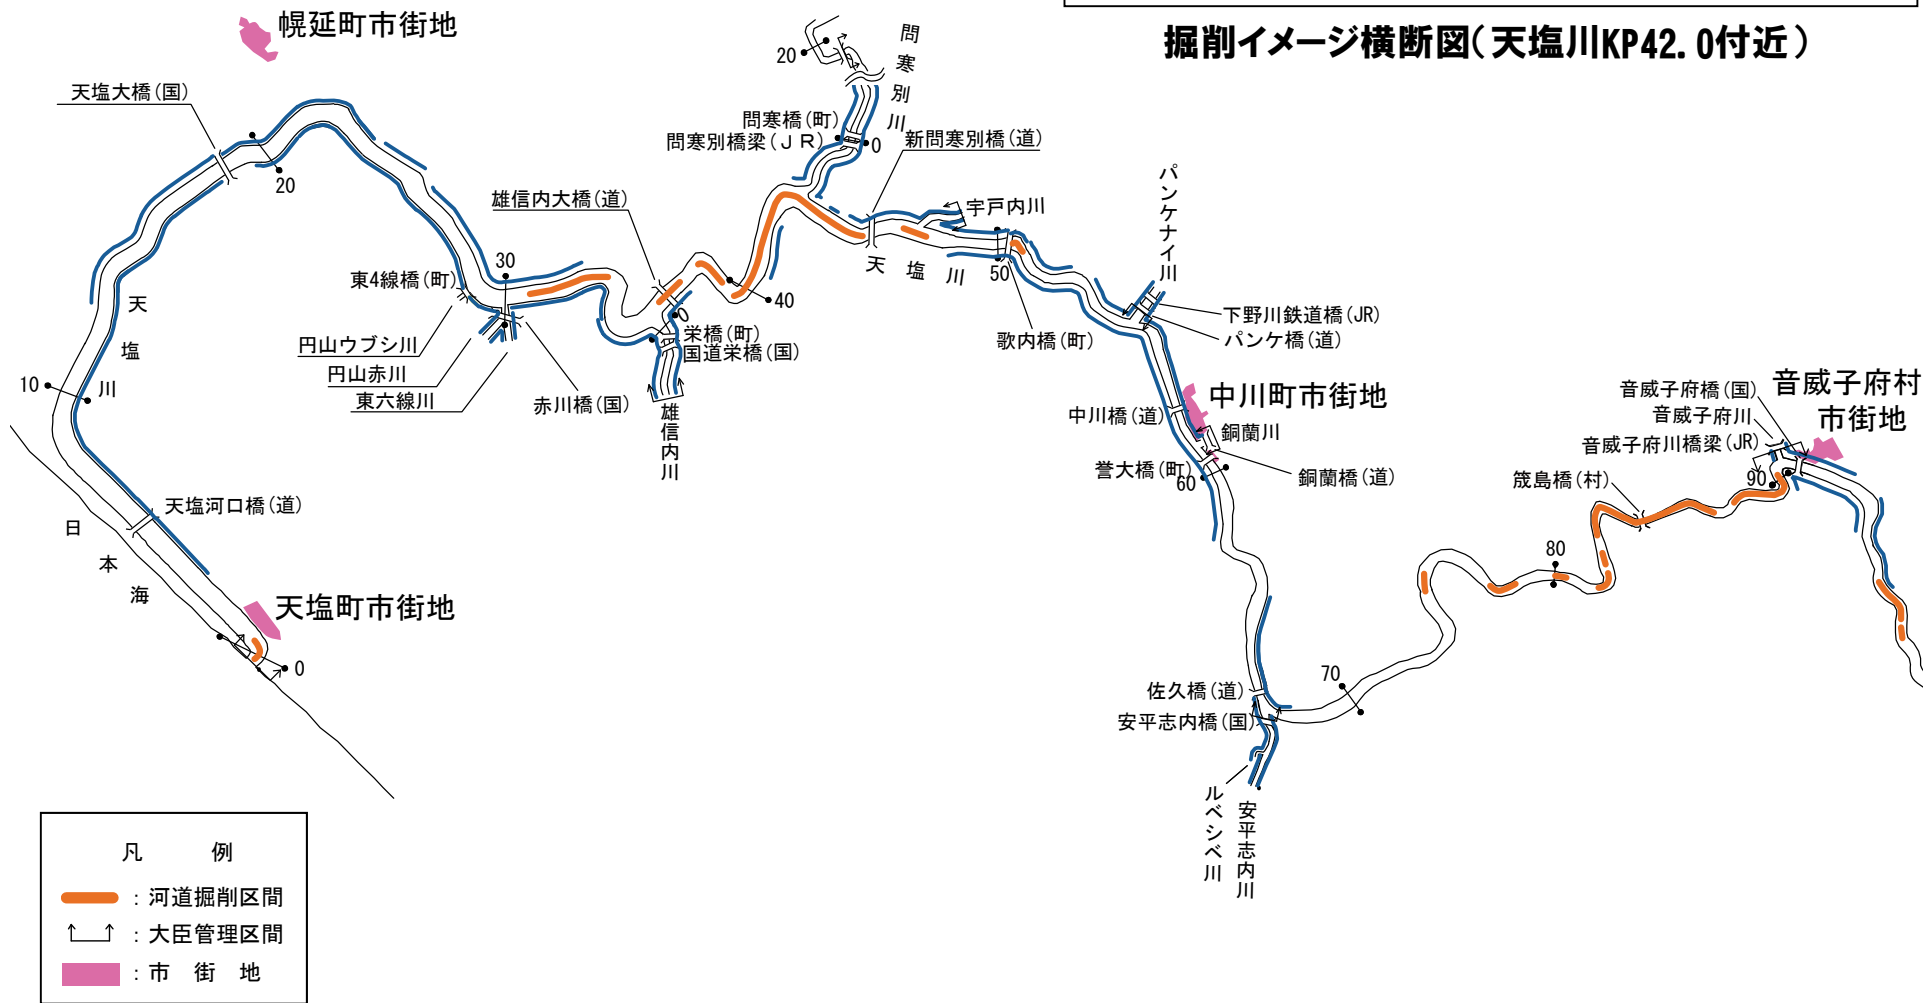 掘削イメージ横断図(天塩川KP42.0付近)
幌延町市街地
天塩大橋(国)
20
問寒別川
20
問寒橋(町)
問寒別橋梁(JR)
0
新問寒別橋(道)
雄信内大橋(道)
宇戸内川
パンケナイ川
天塩川
50
30
東4線橋(町)
40
0
円山ウブシ川
円山赤川
東六線川
赤川橋(国)
栄橋(町)
国道栄橋(国)
雄信内川
歌内橋(町)
下野川鉄道橋(JR)
パンケ橋(道)
天塩川
10
中川町市街地
中川橋(道)
銅蘭川
誉大橋(町)
60
銅蘭橋(道)
音威子府橋(国)
音威子府川
音威子府川橋梁(JR)
音威子府村
市街地
筬島橋(村)
90
80
天塩河口橋(道)
日本海
天塩町市街地
0
70
佐久橋(道)
安平志内橋(国)
ルベシベ川
安平志内川
凡 例
:河道掘削区間
:大臣管理区間
:市 街 地